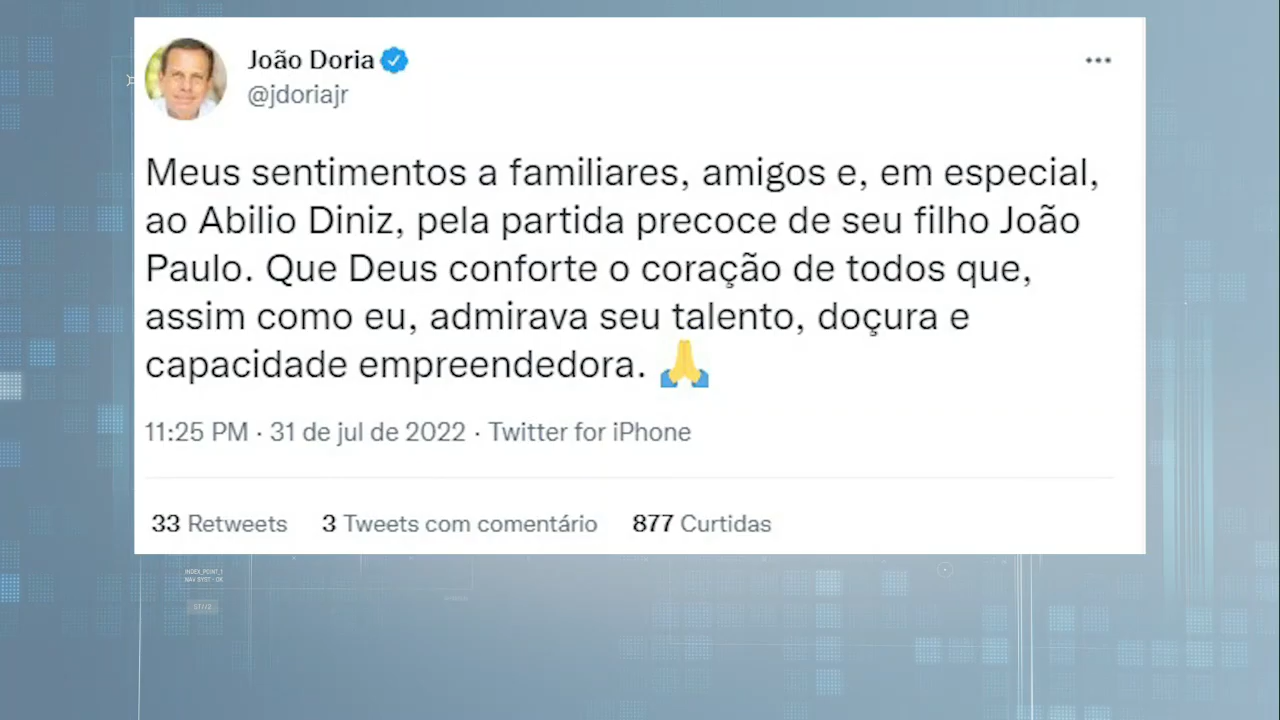 João Doria
@jdoriajr
Meus sentimentos a familiares, amigos e, em especial,
ao Abilio Diniz, pela partida precoce de seu filho João
Paulo. Que Deus conforte o coração de todos que,
assim como eu, admirava seu talento, doçura e
capacidade empreendedora. 🙏
11:25 PM · 31 de jul de 2022 · Twitter for iPhone
33 Retweets 3 Tweets com comentário 877 Curtidas
INDEX_POINT_1